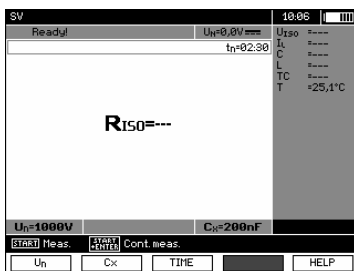 SV 10:06
Ready! UN=0,0V
tn=02:30
UISO =---
IL =---
C =---
L =---
TC =---
T =25,1°C
RISO=---
Un=1000V CX=200nF
START Meas. START +ENTER Cont.meas.
Un Cx TIME HELP